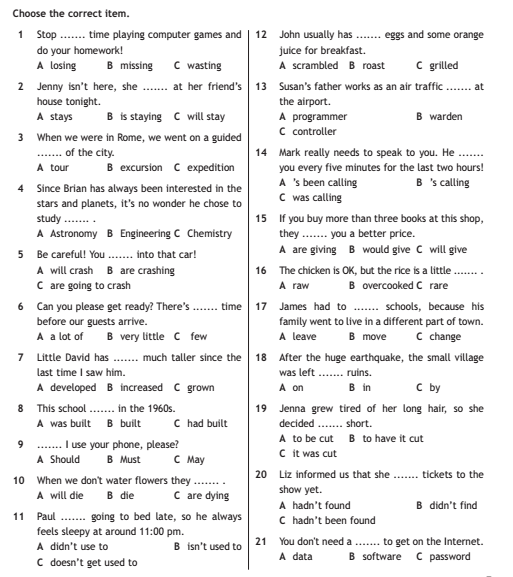 Choose the correct item.
1 Stop ....... time playing computer games and
do your homework!
A losing B missing C wasting
2 Jenny isn't here, she ....... at her friend's
house tonight.
A stays B is staying C will stay
3 When we were in Rome, we went on a guided
....... of the city.
A tour B excursion C expedition
4 Since Brian has always been interested in the
stars and planets, it's no wonder he chose to
study ....... .
A Astronomy B Engineering C Chemistry
5 Be careful! You ....... into that car!
A will crash B are crashing
C are going to crash
6 Can you please get ready? There's ....... time
before our guests arrive.
A a lot of B very little C few
7 Little David has ....... much taller since the
last time I saw him.
A developed B increased C grown
8 This school ....... in the 1960s.
A was built B built C had built
9 ....... I use your phone, please?
A Should B Must C May
10 When we don't water flowers they ....... .
A will die B die C are dying
11 Paul ....... going to bed late, so he always
feels sleepy at around 11:00 pm.
A didn't use to B isn't used to
C doesn't get used to
12 John usually has ....... eggs and some orange
juice for breakfast.
A scrambled B roast C grilled
13 Susan's father works as an air traffic ....... at
the airport.
A programmer B warden
C controller
14 Mark really needs to speak to you. He .......
you every five minutes for the last two hours!
A 's been calling B 's calling
C was calling
15 If you buy more than three books at this shop,
they ....... you a better price.
A are giving B would give C will give
16 The chicken is OK, but the rice is a little ....... .
A raw B overcooked C rare
17 James had to ....... schools, because his
family went to live in a different part of town.
A leave B move C change
18 After the huge earthquake, the small village
was left ....... ruins.
A on B in C by
19 Jenna grew tired of her long hair, so she
decided ....... short.
A to be cut B to have it cut
C it was cut
20 Liz informed us that she ....... tickets to the
show yet.
A hadn't found B didn't find
C hadn't been found
21 You don't need a ....... to get on the Internet.
A data B software C password